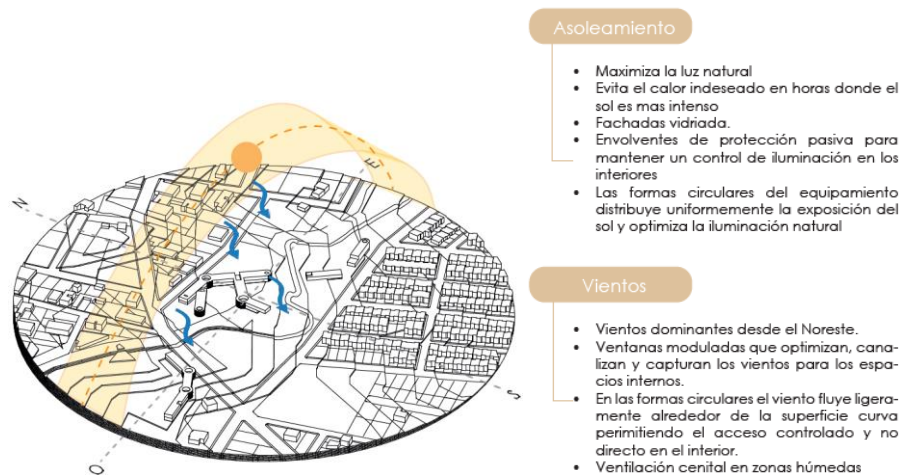 N
E
S
O
Asoleamiento
• Maximiza la luz natural
• Evita el calor indeseado en horas donde el
sol es mas intenso
• Fachadas vidriada.
• Envolventes de protección pasiva para
mantener un control de iluminación en los
interiores
• Las formas circulares del equipamiento
distribuye uniformemente la exposición del
sol y optimiza la iluminación natural
Vientos
• Vientos dominantes desde el Noreste.
• Ventanas moduladas que optimizan, cana-
lizan y capturan los vientos para los espa-
cios internos.
• En las formas circulares el viento fluye ligera-
mente alrededor de la superficie curva
perimitiendo el acceso controlado y no
directo en el interior.
• Ventilación cenital en zonas húmedas